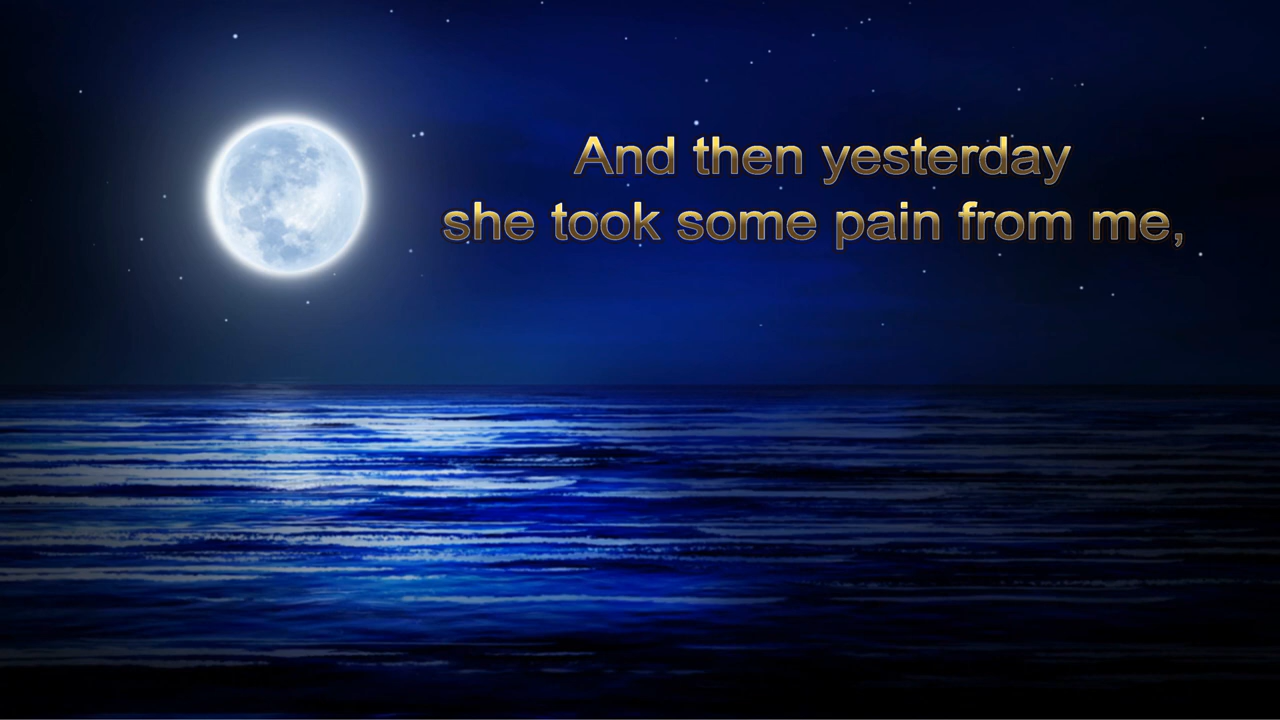 And then yesterday
she took some pain from me,